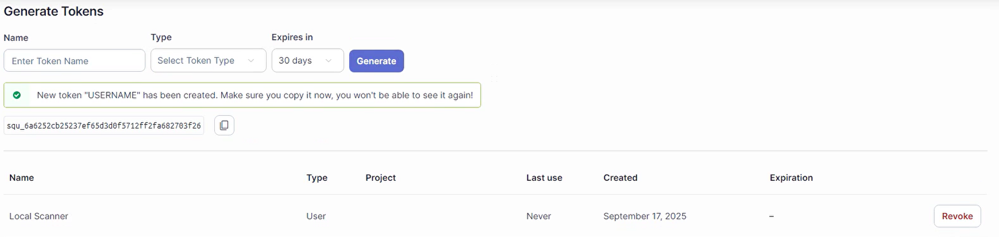 Generate Tokens
Name Type Expires in
Enter Token Name Select Token Type 30 days Generate
New token "USERNAME" has been created. Make sure you copy it now, you won't be able to see it again!
squ_6a6252cb25237ef65d3d0f5712ff2fa682703f26
Name Type Project Last use Created Expiration
Local Scanner User Never September 17, 2025 – Revoke